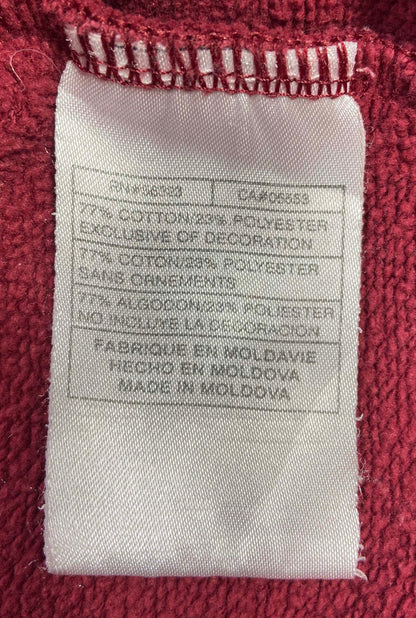 RN#56323 CA#05553
77% COTTON/23% POLYESTER
EXCLUSIVE OF DECORATION
77% COTON/23% POLYESTER
SANS ORNEMENTS
77% ALGODON/23% POLIESTER
NO INCLUYE LA DECORACION
FABRIQUE EN MOLDAVIE
HECHO EN MOLDOVA
MADE IN MOLDOVA